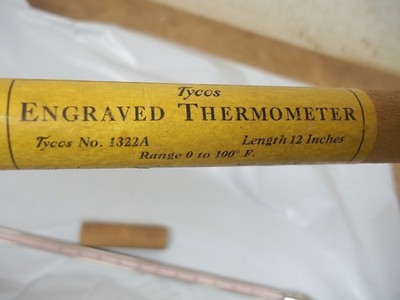 Tycos
ENGRAVED THERMOMETER
Tycos No. 1322A Length 12 Inches
Range 0 to 100° F.